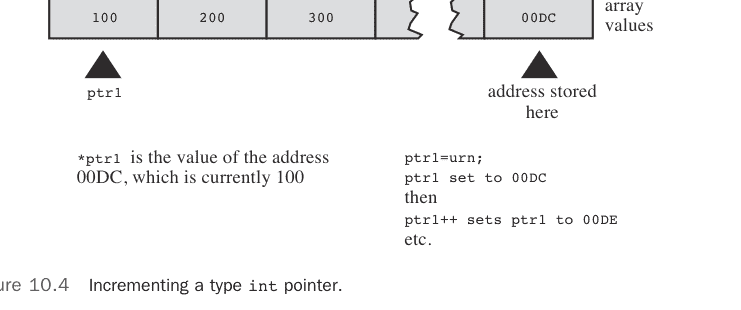 array
100 200 300 00DC values
ptr1 address stored
here
*ptr1 is the value of the address ptr1=urn;
00DC, which is currently 100 ptr1 set to 00DC
then
ptr1++ sets ptr1 to 00DE
etc.
ure 10.4 Incrementing a type int pointer.